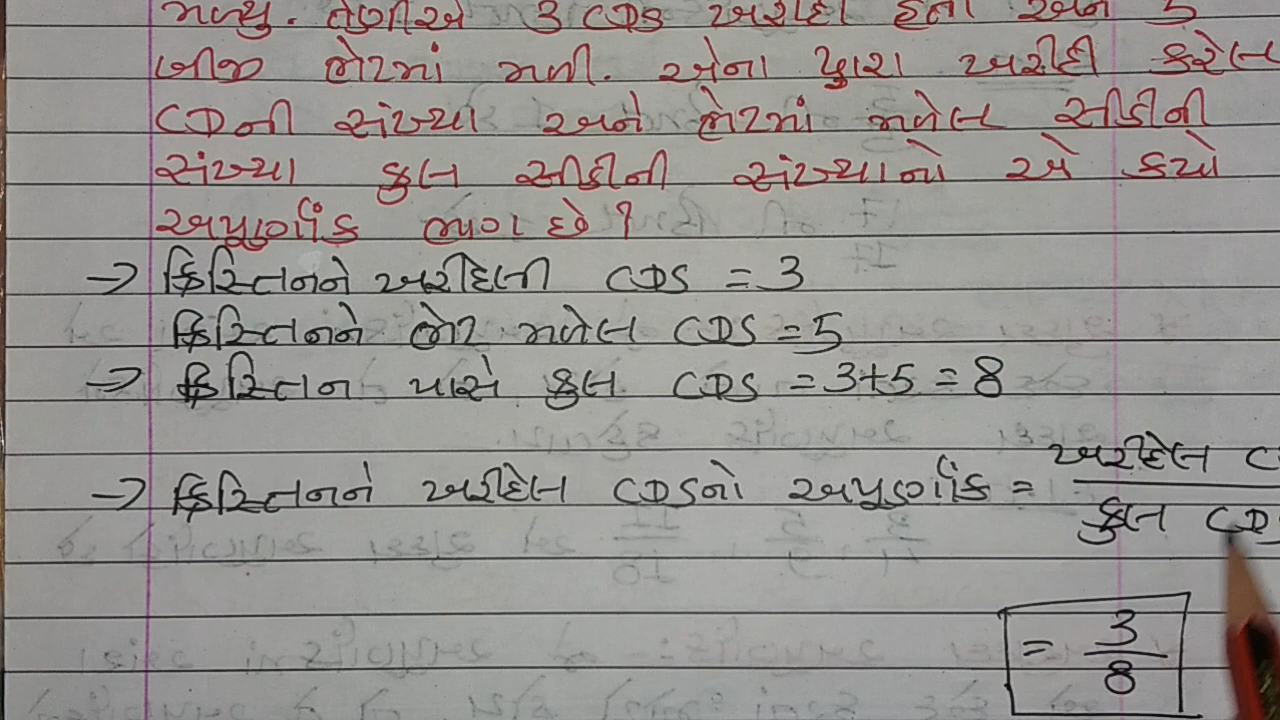 મળ્યું. તેણીએ 3 CDS ખરીદી હતી અને 5
બીજી ભેટમાં મળી. એના દ્વારા ખરીદી કરેલ
CDની સંખ્યા અને ભેટમાં મળેલ સીડીની
સંખ્યા કુલ સીડીની સંખ્યાનો એ કયો
અપૂર્ણાંક ભાગ છે?
→ ક્રિસ્તિનને ખરીદેલી CDS = 3
ક્રિસ્તિનને ભેટ મળેલ CDS = 5
→ ક્રિસ્તિન પાસે કુલ CDS = 3+5 = 8
→ ક્રિસ્તિનને ખરીદેલ CDSનો અપૂર્ણાંક = ખરીદેલ C
કુલ CDS
= 3/8